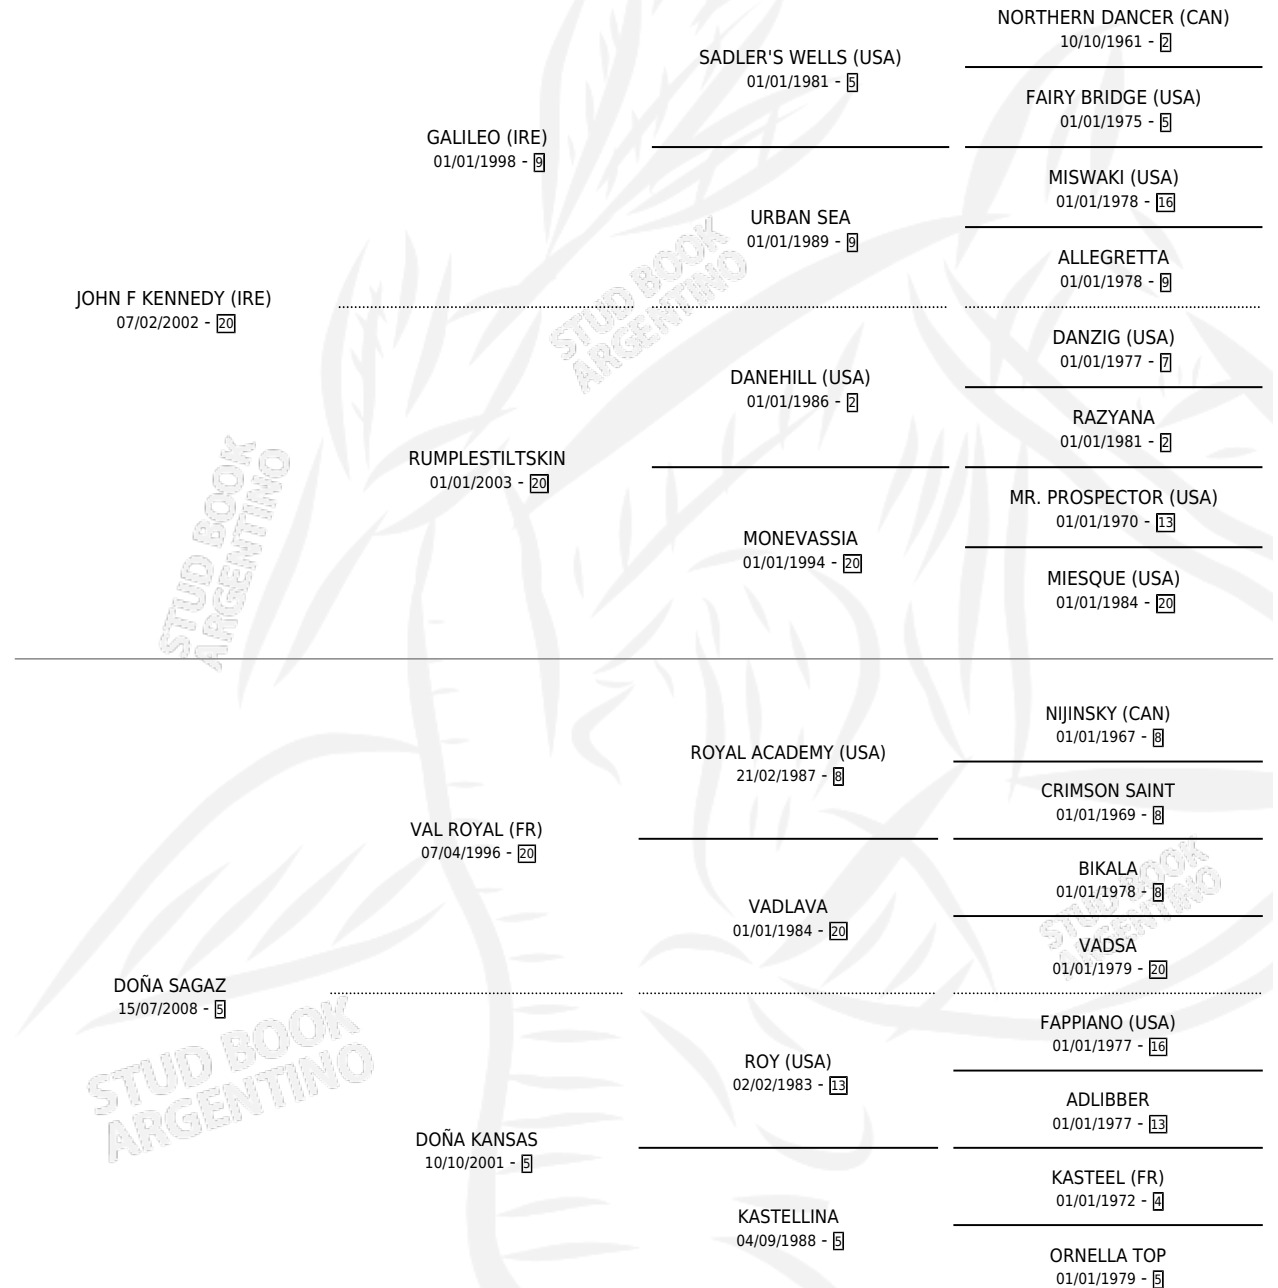 NORTHERN DANCER (CAN)
10/10/1961 - 2
SADLER'S WELLS (USA)
01/01/1981 - 5
FAIRY BRIDGE (USA)
01/01/1975 - 5
GALILEO (IRE)
01/01/1998 - 9
MISWAKI (USA)
01/01/1978 - 16
URBAN SEA
01/01/1989 - 9
ALLEGRETTA
01/01/1978 - 9
JOHN F KENNEDY (IRE)
07/02/2002 - 20
DANZIG (USA)
01/01/1977 - 7
DANEHILL (USA)
01/01/1986 - 2
RAZYANA
01/01/1981 - 2
RUMPLESTILTSKIN
01/01/2003 - 20
MR. PROSPECTOR (USA)
01/01/1970 - 13
MONEVASSIA
01/01/1994 - 20
MIESQUE (USA)
01/01/1984 - 20
NIJINSKY (CAN)
01/01/1967 - 8
ROYAL ACADEMY (USA)
21/02/1987 - 8
CRIMSON SAINT
01/01/1969 - 8
VAL ROYAL (FR)
07/04/1996 - 20
BIKALA
01/01/1978 - 8
VADLAVA
01/01/1984 - 20
VADSA
01/01/1979 - 20
DOÑA SAGAZ
15/07/2008 - 5
FAPPIANO (USA)
01/01/1977 - 16
ROY (USA)
02/02/1983 - 13
ADLIBBER
01/01/1977 - 13
DOÑA KANSAS
10/10/2001 - 5
KASTEEL (FR)
01/01/1972 - 4
KASTELLINA
04/09/1988 - 5
ORNELLA TOP
01/01/1979 - 5
STUD BOOK
ARGENTINO
STUD BOOK
ARGENTINO
STUD BOOK
ARGENTINO
STUD BOOK
ARGENTINO